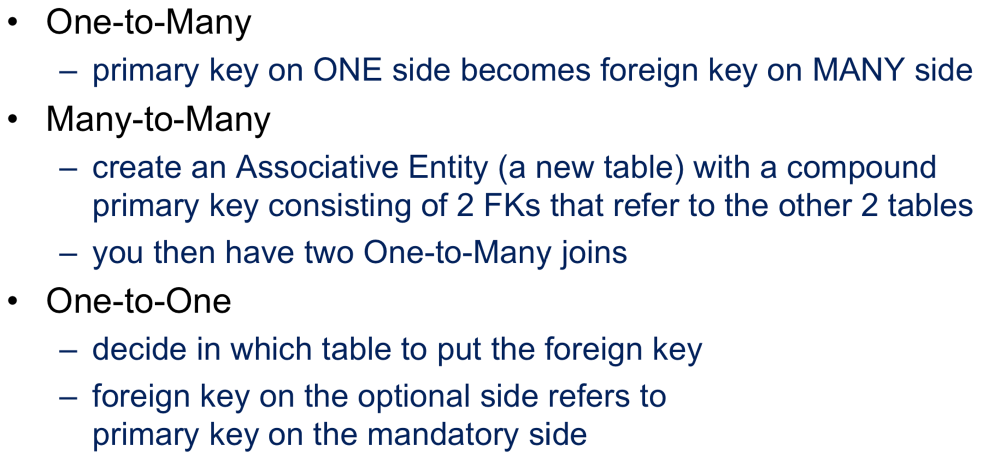 • One-to-Many
– primary key on ONE side becomes foreign key on MANY side
• Many-to-Many
– create an Associative Entity (a new table) with a compound
primary key consisting of 2 FKs that refer to the other 2 tables
– you then have two One-to-Many joins
• One-to-One
– decide in which table to put the foreign key
– foreign key on the optional side refers to
primary key on the mandatory side